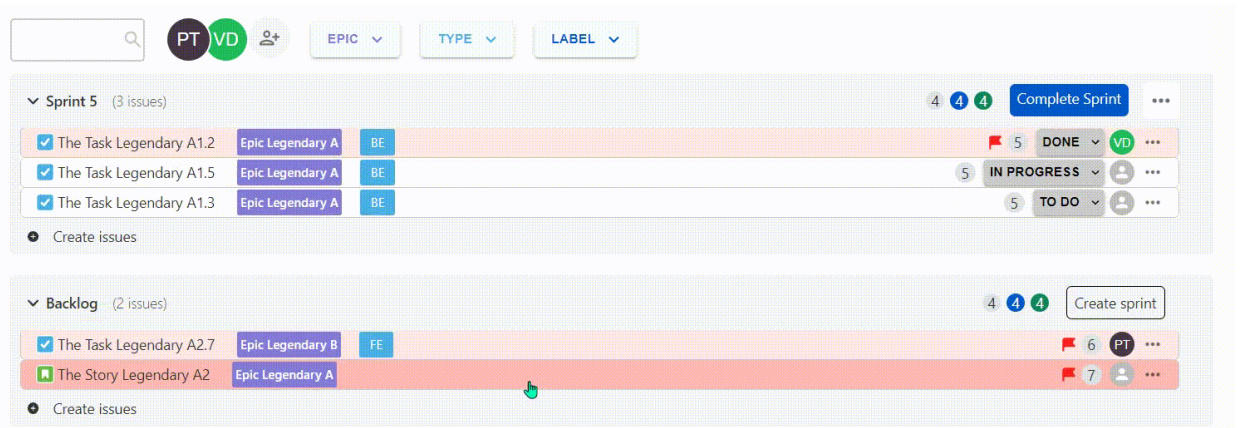 PT VD EPIC TYPE LABEL
Sprint 5 (3 issues) 4 4 4 Complete Sprint
The Task Legendary A1.2 Epic Legendary A BE 5 DONE VD
The Task Legendary A1.5 Epic Legendary A BE 5 IN PROGRESS
The Task Legendary A1.3 Epic Legendary A BE 5 TO DO
Create issues
Backlog (2 issues) 4 4 4 Create sprint
The Task Legendary A2.7 Epic Legendary B FE 6 PT
The Story Legendary A2 Epic Legendary A 7
Create issues